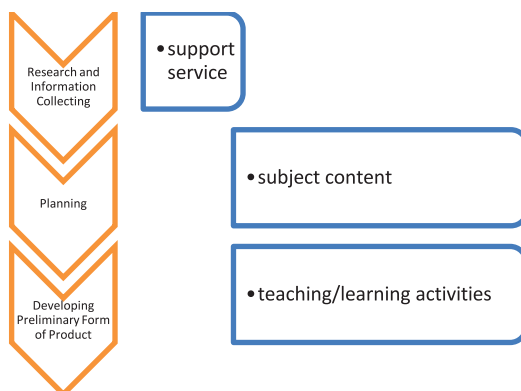 Research and
Information
Collecting
•support
service
Planning
•subject content
Developing
Preliminary Form
of Product
•teaching/learning activities